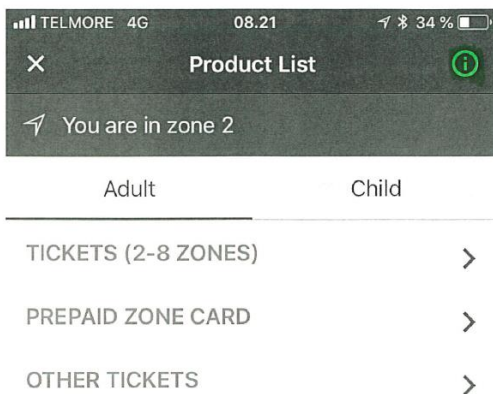 TELMORE 4G 08.21 34 %
Product List
You are in zone 2
Adult Child
TICKETS (2-8 ZONES)
PREPAID ZONE CARD
OTHER TICKETS